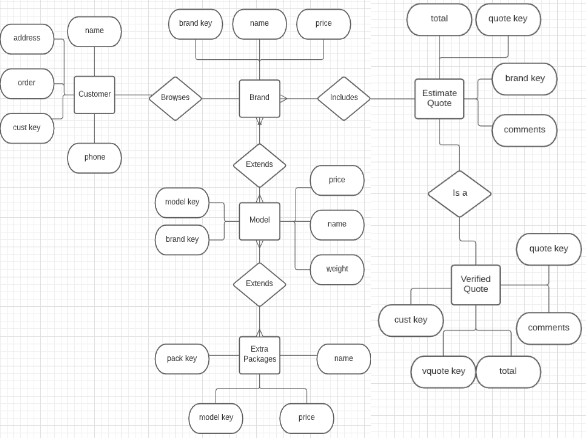 total
quote key
brand key
name
price
name
address
order
Customer
cust key
phone
Browses
Brand
Includes
Estimate
Quote
brand key
comments
Extends
model key
brand key
Model
price
name
weight
Is a
Extends
quote key
Verified
Quote
cust key
comments
vquote key
total
pack key
Extra
Packages
name
model key
price